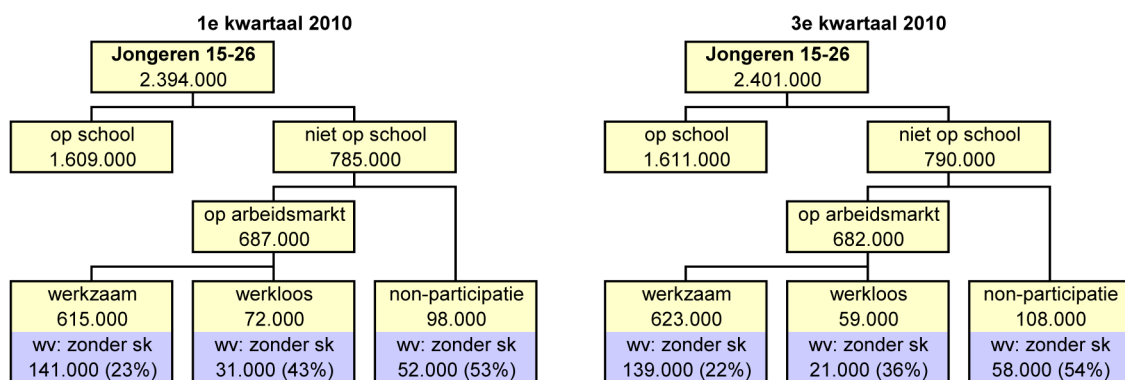 1e kwartaal 2010
Jongeren 15-26
2.394.000
op school
1.609.000
niet op school
785.000
op arbeidsmarkt
687.000
werkzaam
615.000
wv: zonder sk
141.000 (23%)
werkloos
72.000
wv: zonder sk
31.000 (43%)
non-participatie
98.000
wv: zonder sk
52.000 (53%)
3e kwartaal 2010
Jongeren 15-26
2.401.000
op school
1.611.000
niet op school
790.000
op arbeidsmarkt
682.000
werkzaam
623.000
wv: zonder sk
139.000 (22%)
werkloos
59.000
wv: zonder sk
21.000 (36%)
non-participatie
108.000
wv: zonder sk
58.000 (54%)